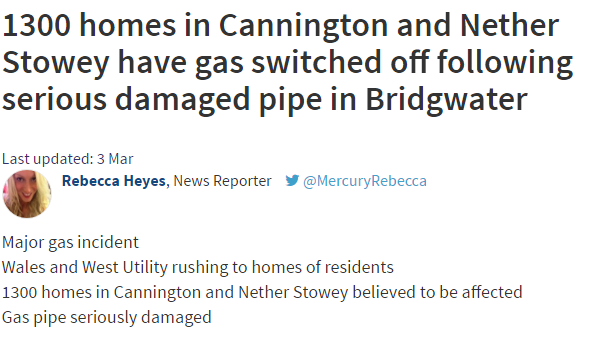 1300 homes in Cannington and Nether
Stowey have gas switched off following
serious damaged pipe in Bridgwater
Last updated: 3 Mar
Rebecca Heyes, News Reporter @MercuryRebecca
Major gas incident
Wales and West Utility rushing to homes of residents
1300 homes in Cannington and Nether Stowey believed to be affected
Gas pipe seriously damaged